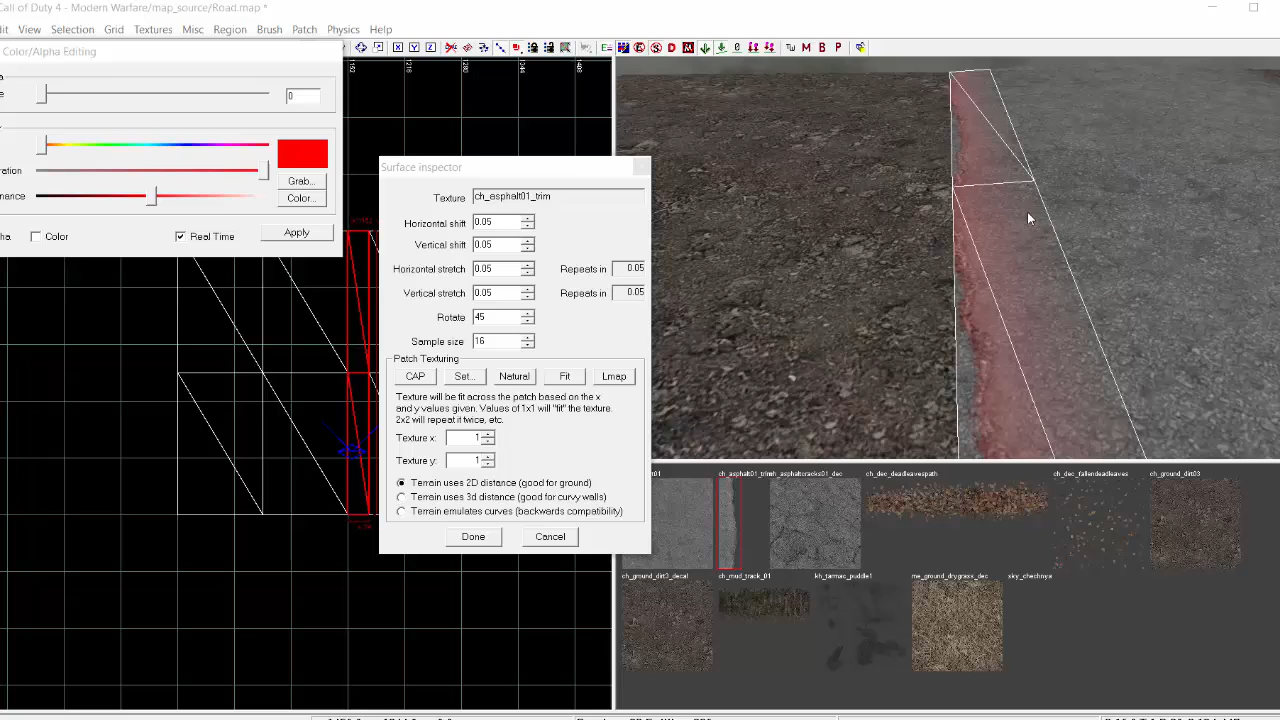 Call of Duty 4 - Modern Warfare/map_source/Road.map *
View Selection Grid Textures Misc Region Brush Patch Physics Help
Color/Alpha Editing
0
Grab...
Color...
Color
Real Time
Apply
1216
1280
1344
1408
Surface inspector
Texture ch_asphalt01_trim
Horizontal shift 0.05
Vertical shift 0.05
Horizontal stretch 0.05 Repeats in 0.05
Vertical stretch 0.05 Repeats in 0.05
Rotate 45
Sample size 16
Patch Texturing
CAP Set... Natural Fit Lmap
Texture will be fit across the patch based on the x
and y values given. Values of 1x1 will "fit" the texture.
2x2 will repeat it twice, etc.
Texture x: 1
Texture y: 1
Terrain uses 2D distance (good for ground)
Terrain uses 3d distance (good for curvy walls)
Terrain emulates curves (backwards compatibility)
Done Cancel
ch_dec_deadleavespath ch_dec_fallendeadleaves ch_ground_dirt03
ch_ground_dirt3_decal ch_mud_track_01 kh_tarmac_puddle1 me_ground_drygrass_dec sky_chechnya